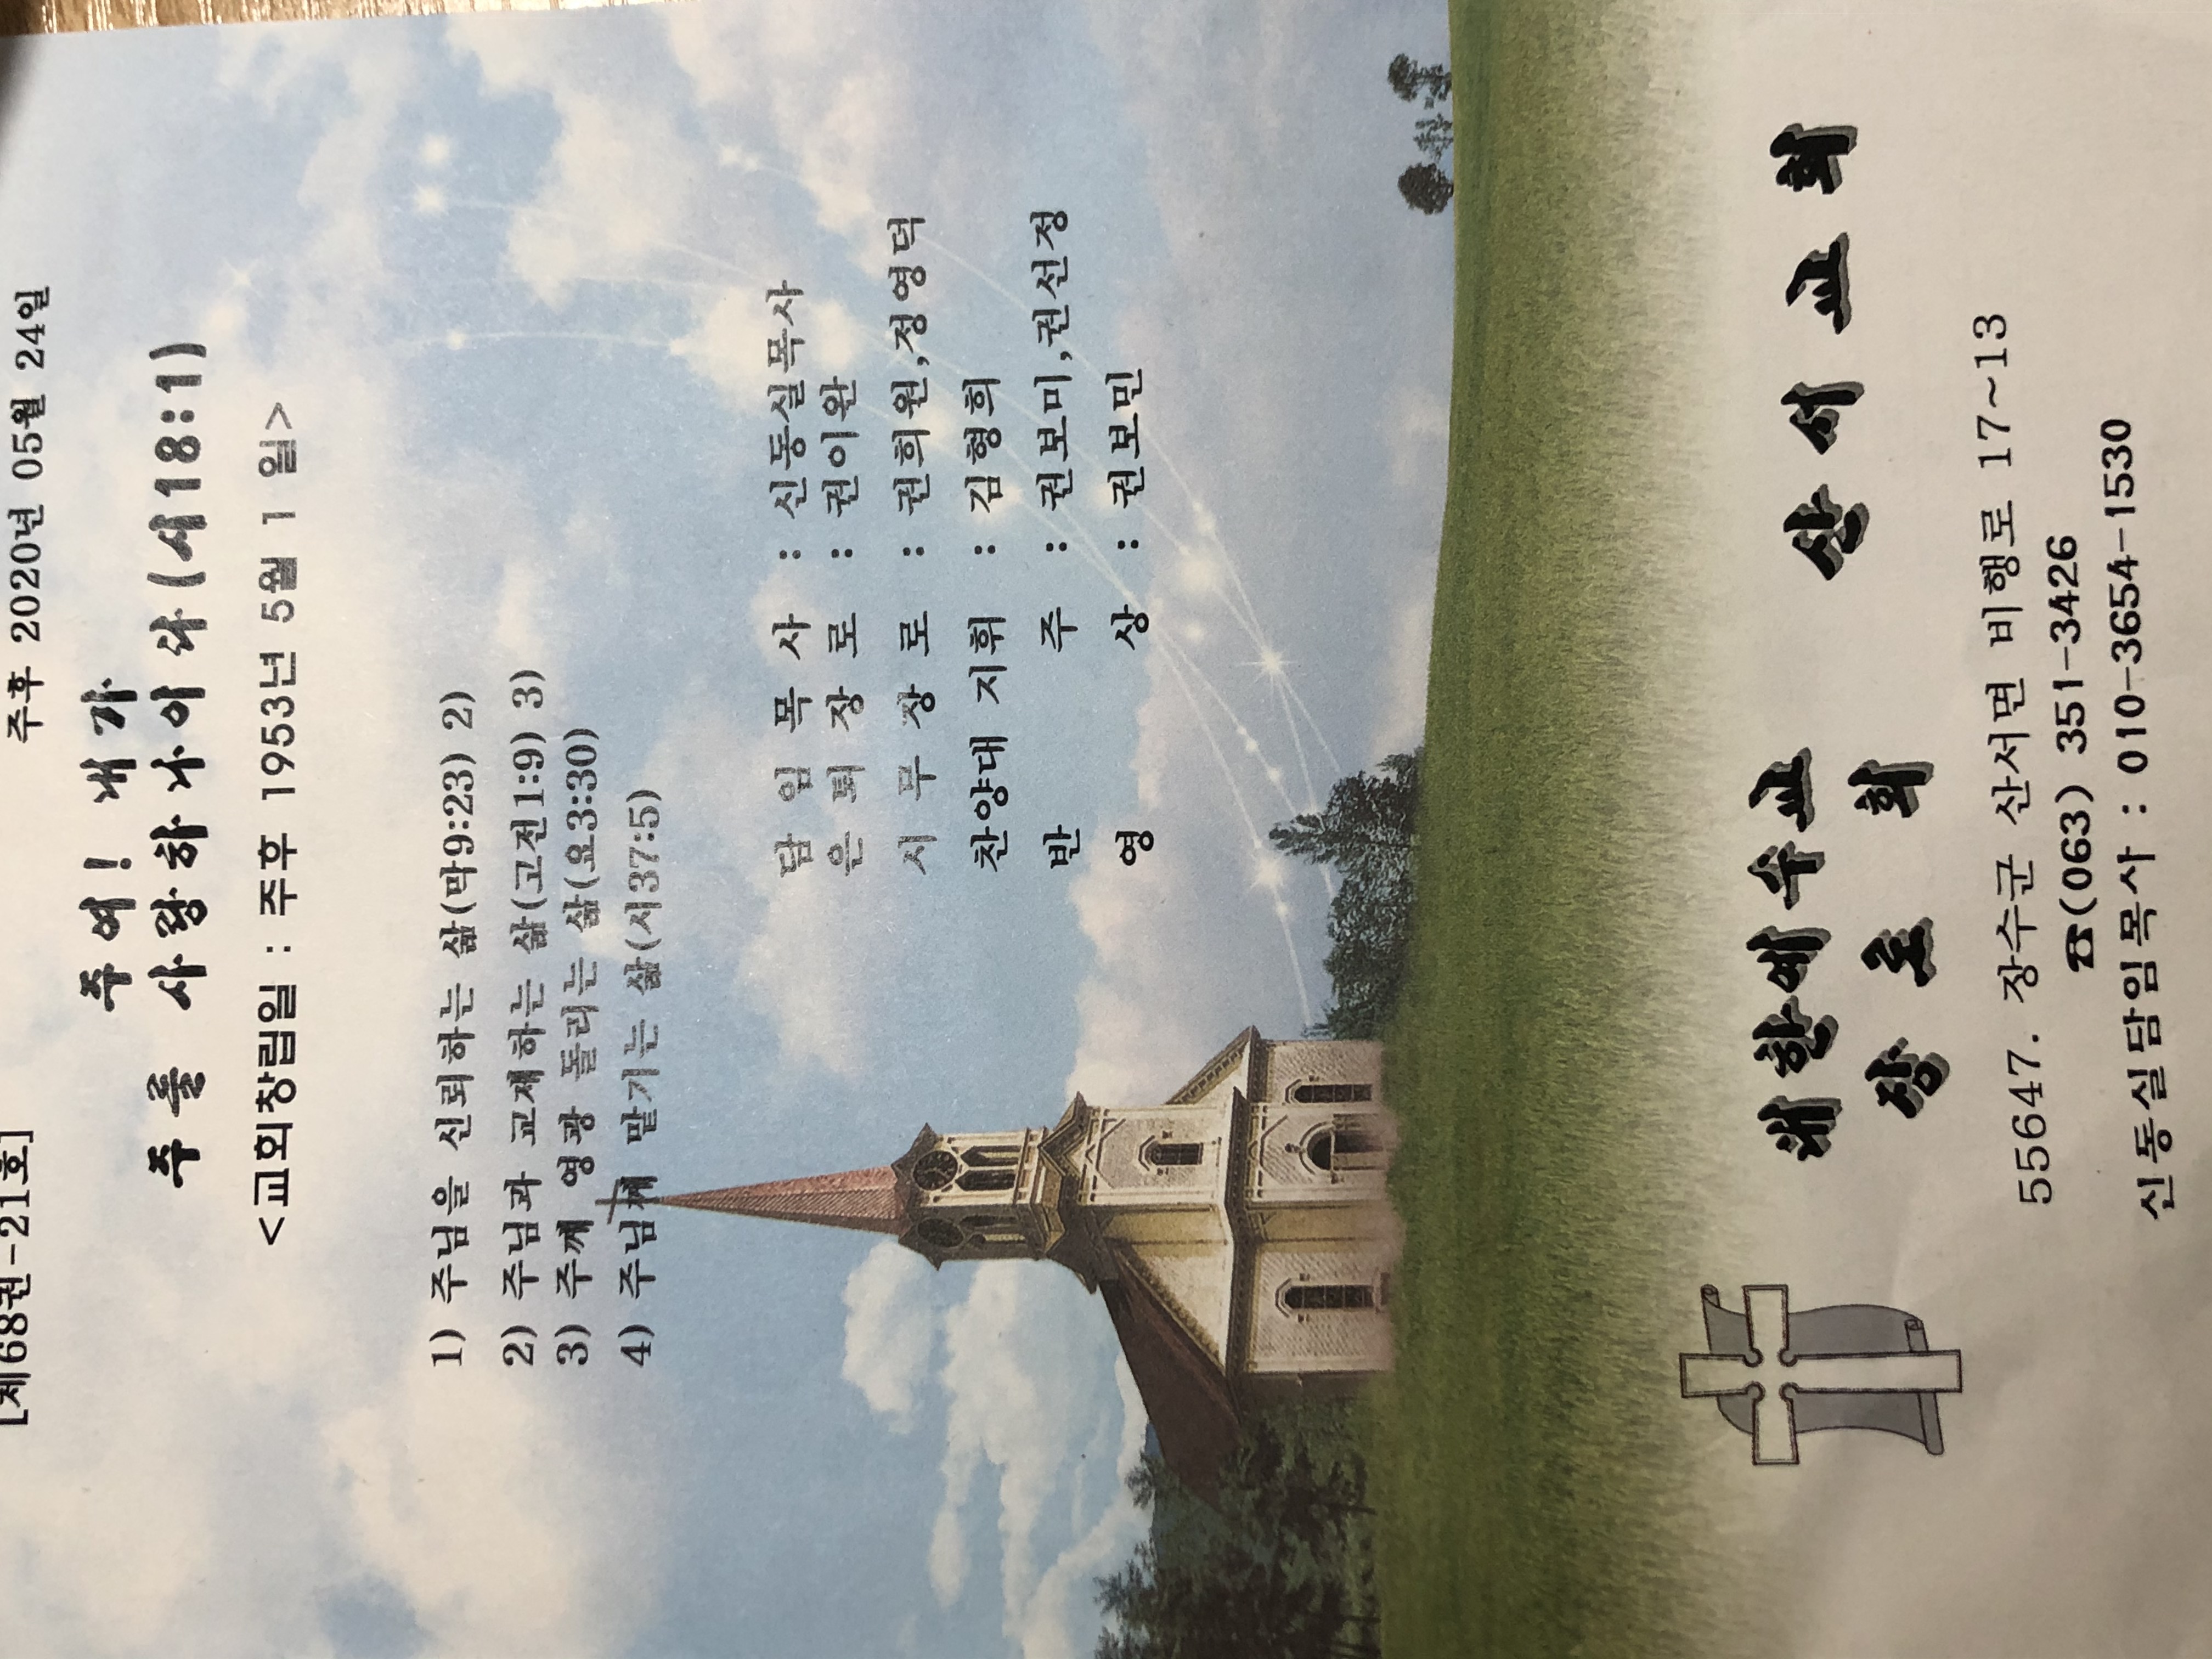 [제68권-21호] 주후 2020년 05월 24일
주여! 내가
주를 사랑하나이다(시18:1)
<교회창립일 : 주후 1953년 5월 1 일>
1) 주님을 신뢰하는 삶(막9:23) 2)
2) 주님과 교제하는 삶(고전1:9) 3)
3) 주께 영광 돌리는 삶(요3:30)
4) 주님께 맡기는 삶(시37:5)
담 임 목 사 : 신동실목사
은 퇴 장 로 : 권이완
시 무 장 로 : 권희원,정영덕
찬양대 지휘 : 김형희
반 주 : 권보미,권선정
영 상 : 권보민
대한예수교 산서교회
장 로 회
55647. 장수군 산서면 비행로 17~13
☎(063) 351-3426
신동실담임목사 : 010-3654-1530